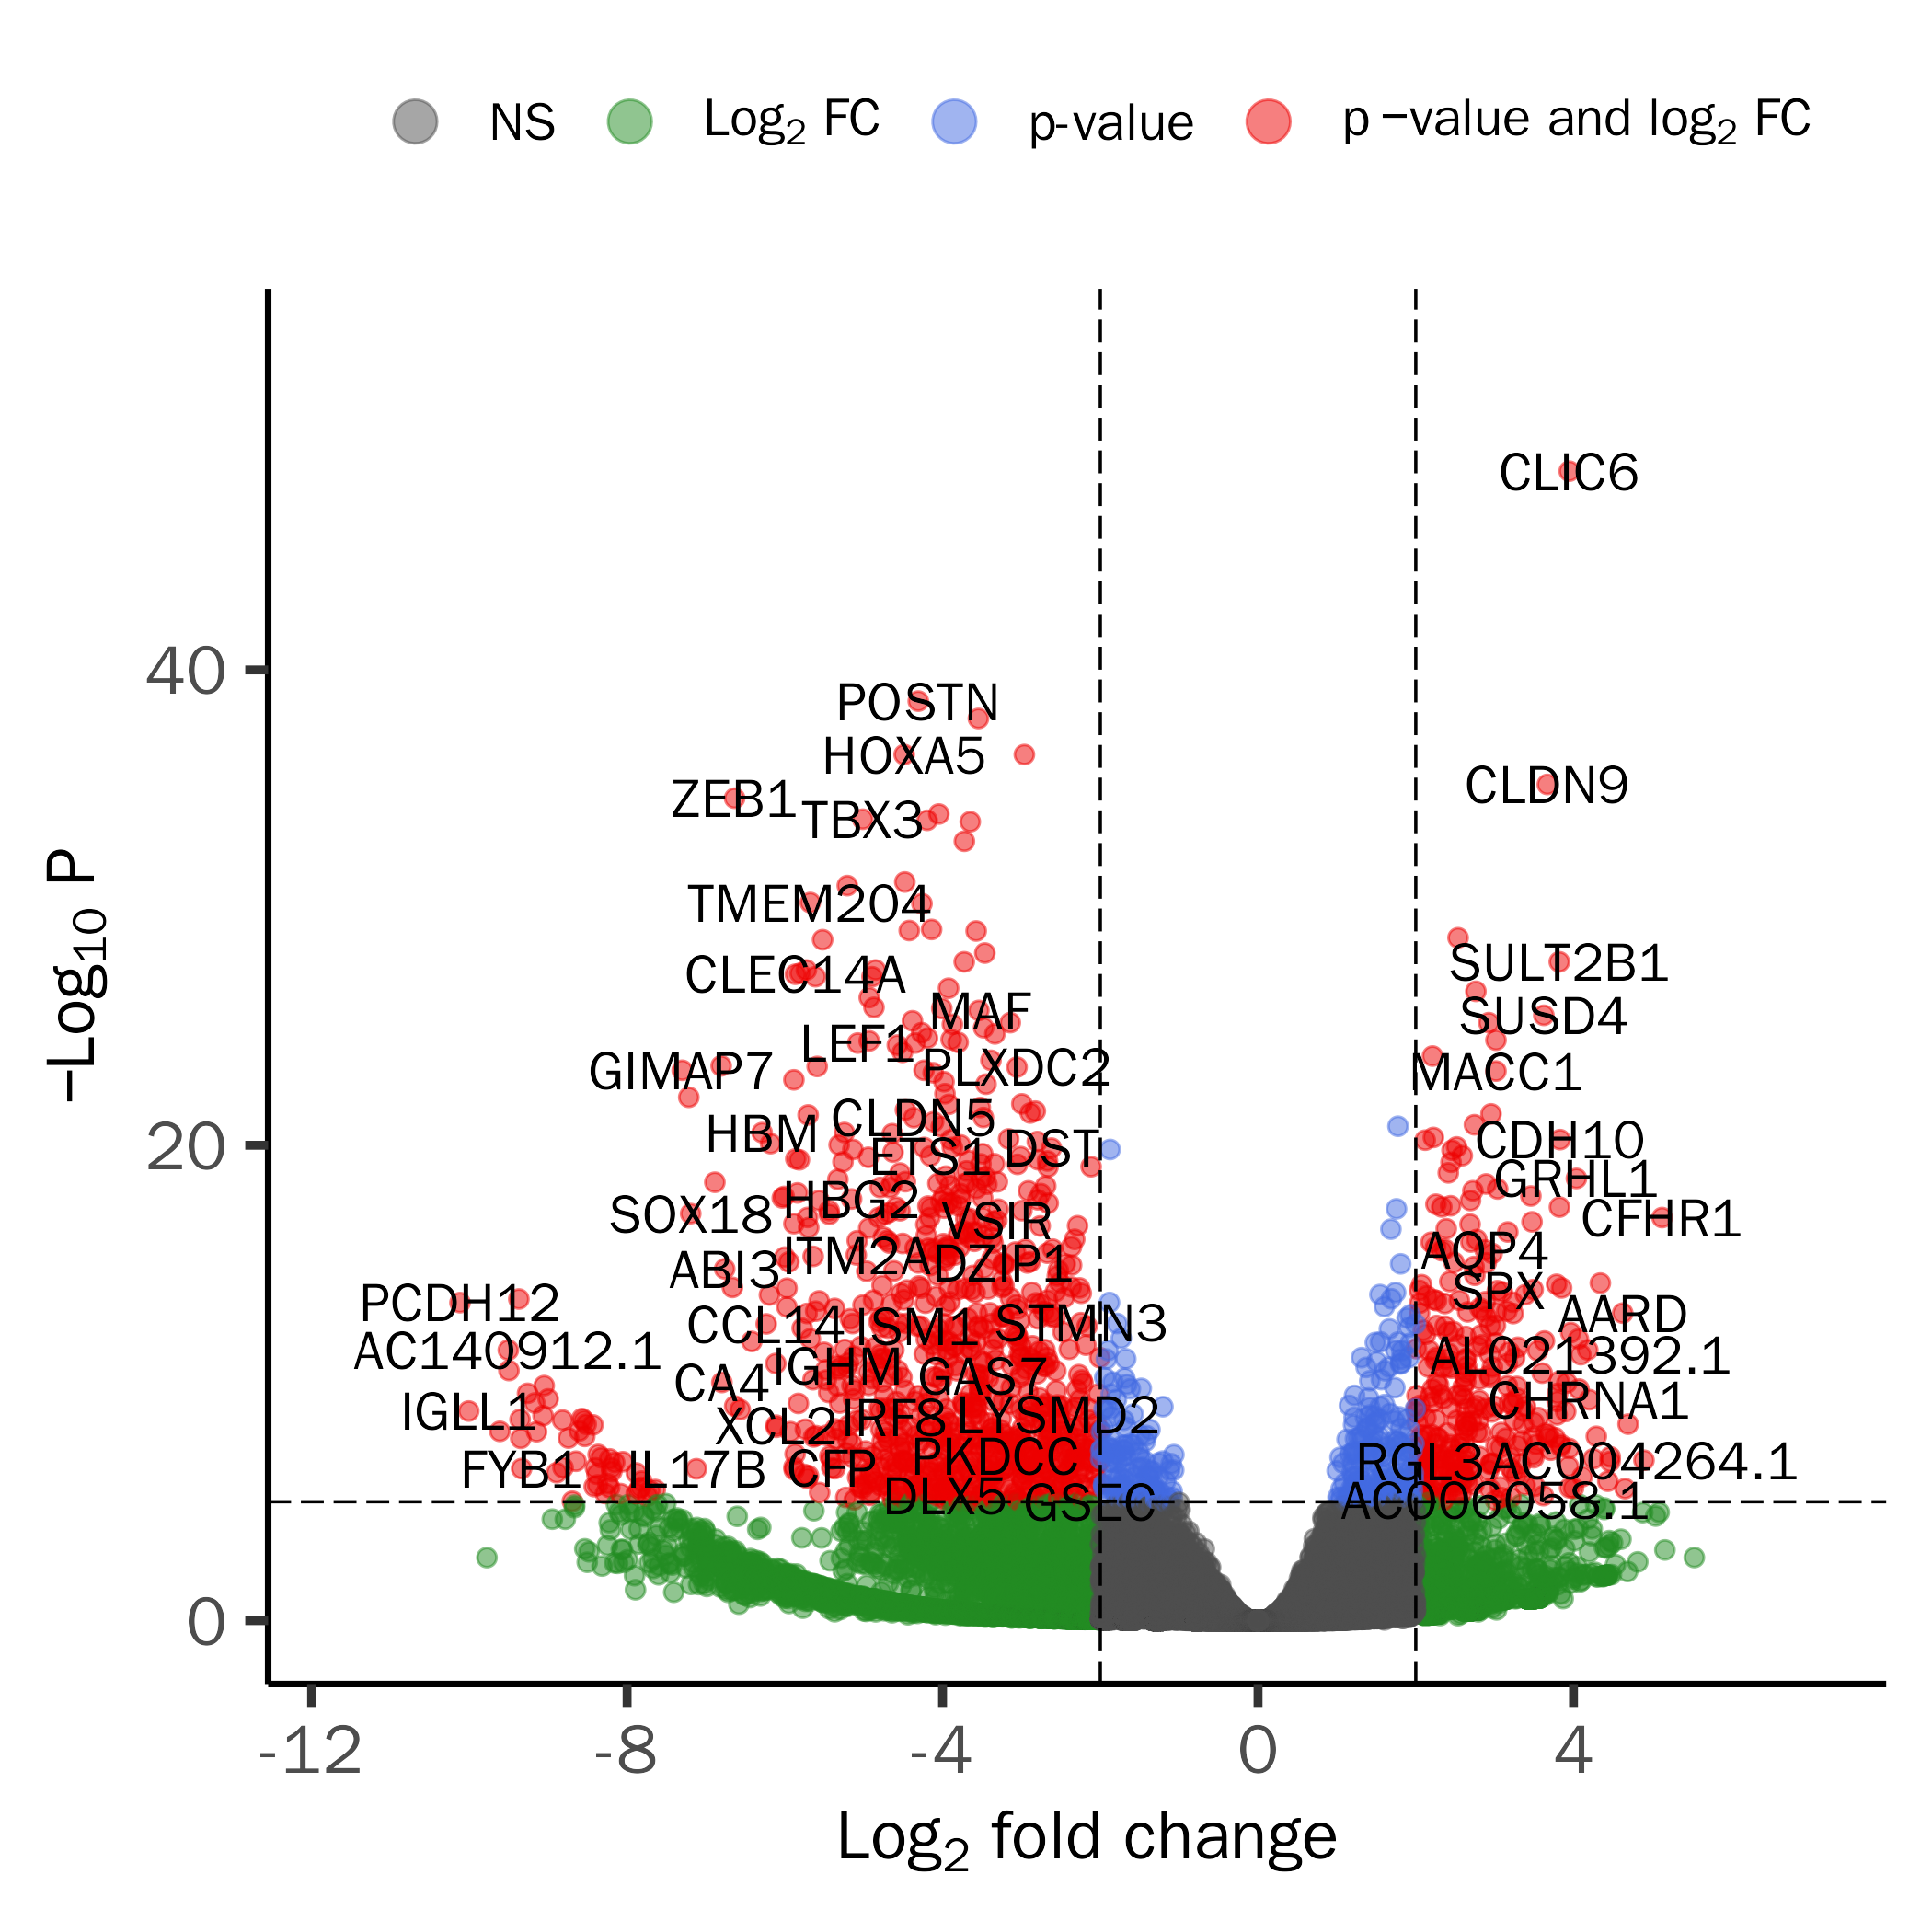 NS Log2 FC p-value p −value and log2 FC
CLIC6
40
POSTN
HOXA5
CLDN9
ZEB1
TBX3
TMEM204
SULT2B1
CLEC14A
MAF
SUSD4
LEF1
GIMAP7
PLXDC2
MACC1
CLDN5
HBM
20
DST
CDH10
ETS1
GRHL1
HBG2
SOX18
VSIR
CFHR1
AQP4
ITM2A
DZIP1
ABI3
SPX
PCDH12
AARD
CCL14
ISM1
STMN3
AC140912.1
AL021392.1
IGHM
GAS7
CA4
CHRNA1
IGLL1
XCL2
IRF8
LYSMD2
PKDCC
RGL3
AC004264.1
FYB1
IL17B
CFP
DLX5
GSEC
AC006058.1
0
−Log10 P
-12 -8 -4 0 4
Log2 fold change